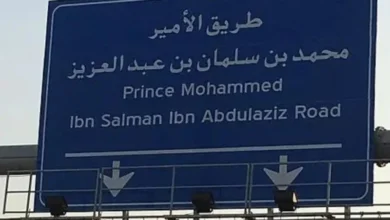 طريق الأمير
محمد بن سلمان بن عبد العزيز
Prince Mohammed
Ibn Salman Ibn Abdulaziz Road